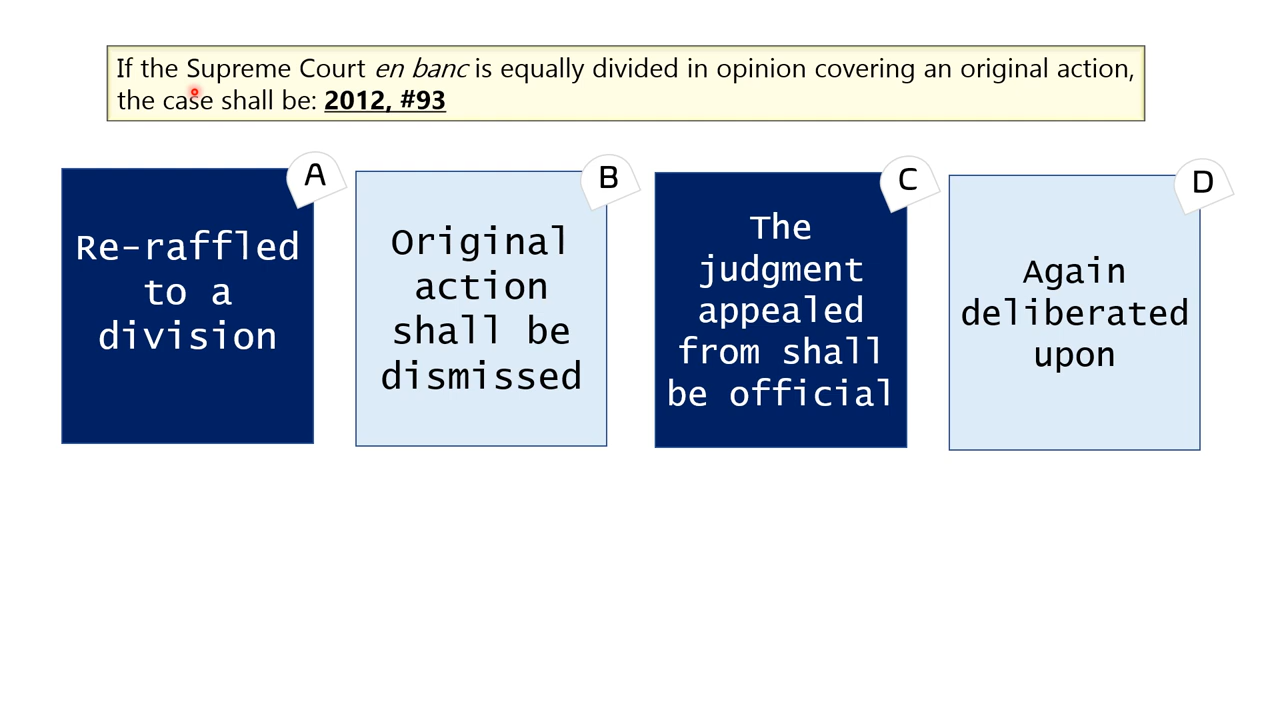 If the Supreme Court en banc is equally divided in opinion covering an original action,
the case shall be: 2012, #93
A
Re-raffled
to a
division
B
Original
action
shall be
dismissed
C
The
judgment
appealed
from shall
be official
D
Again
deliberated
upon